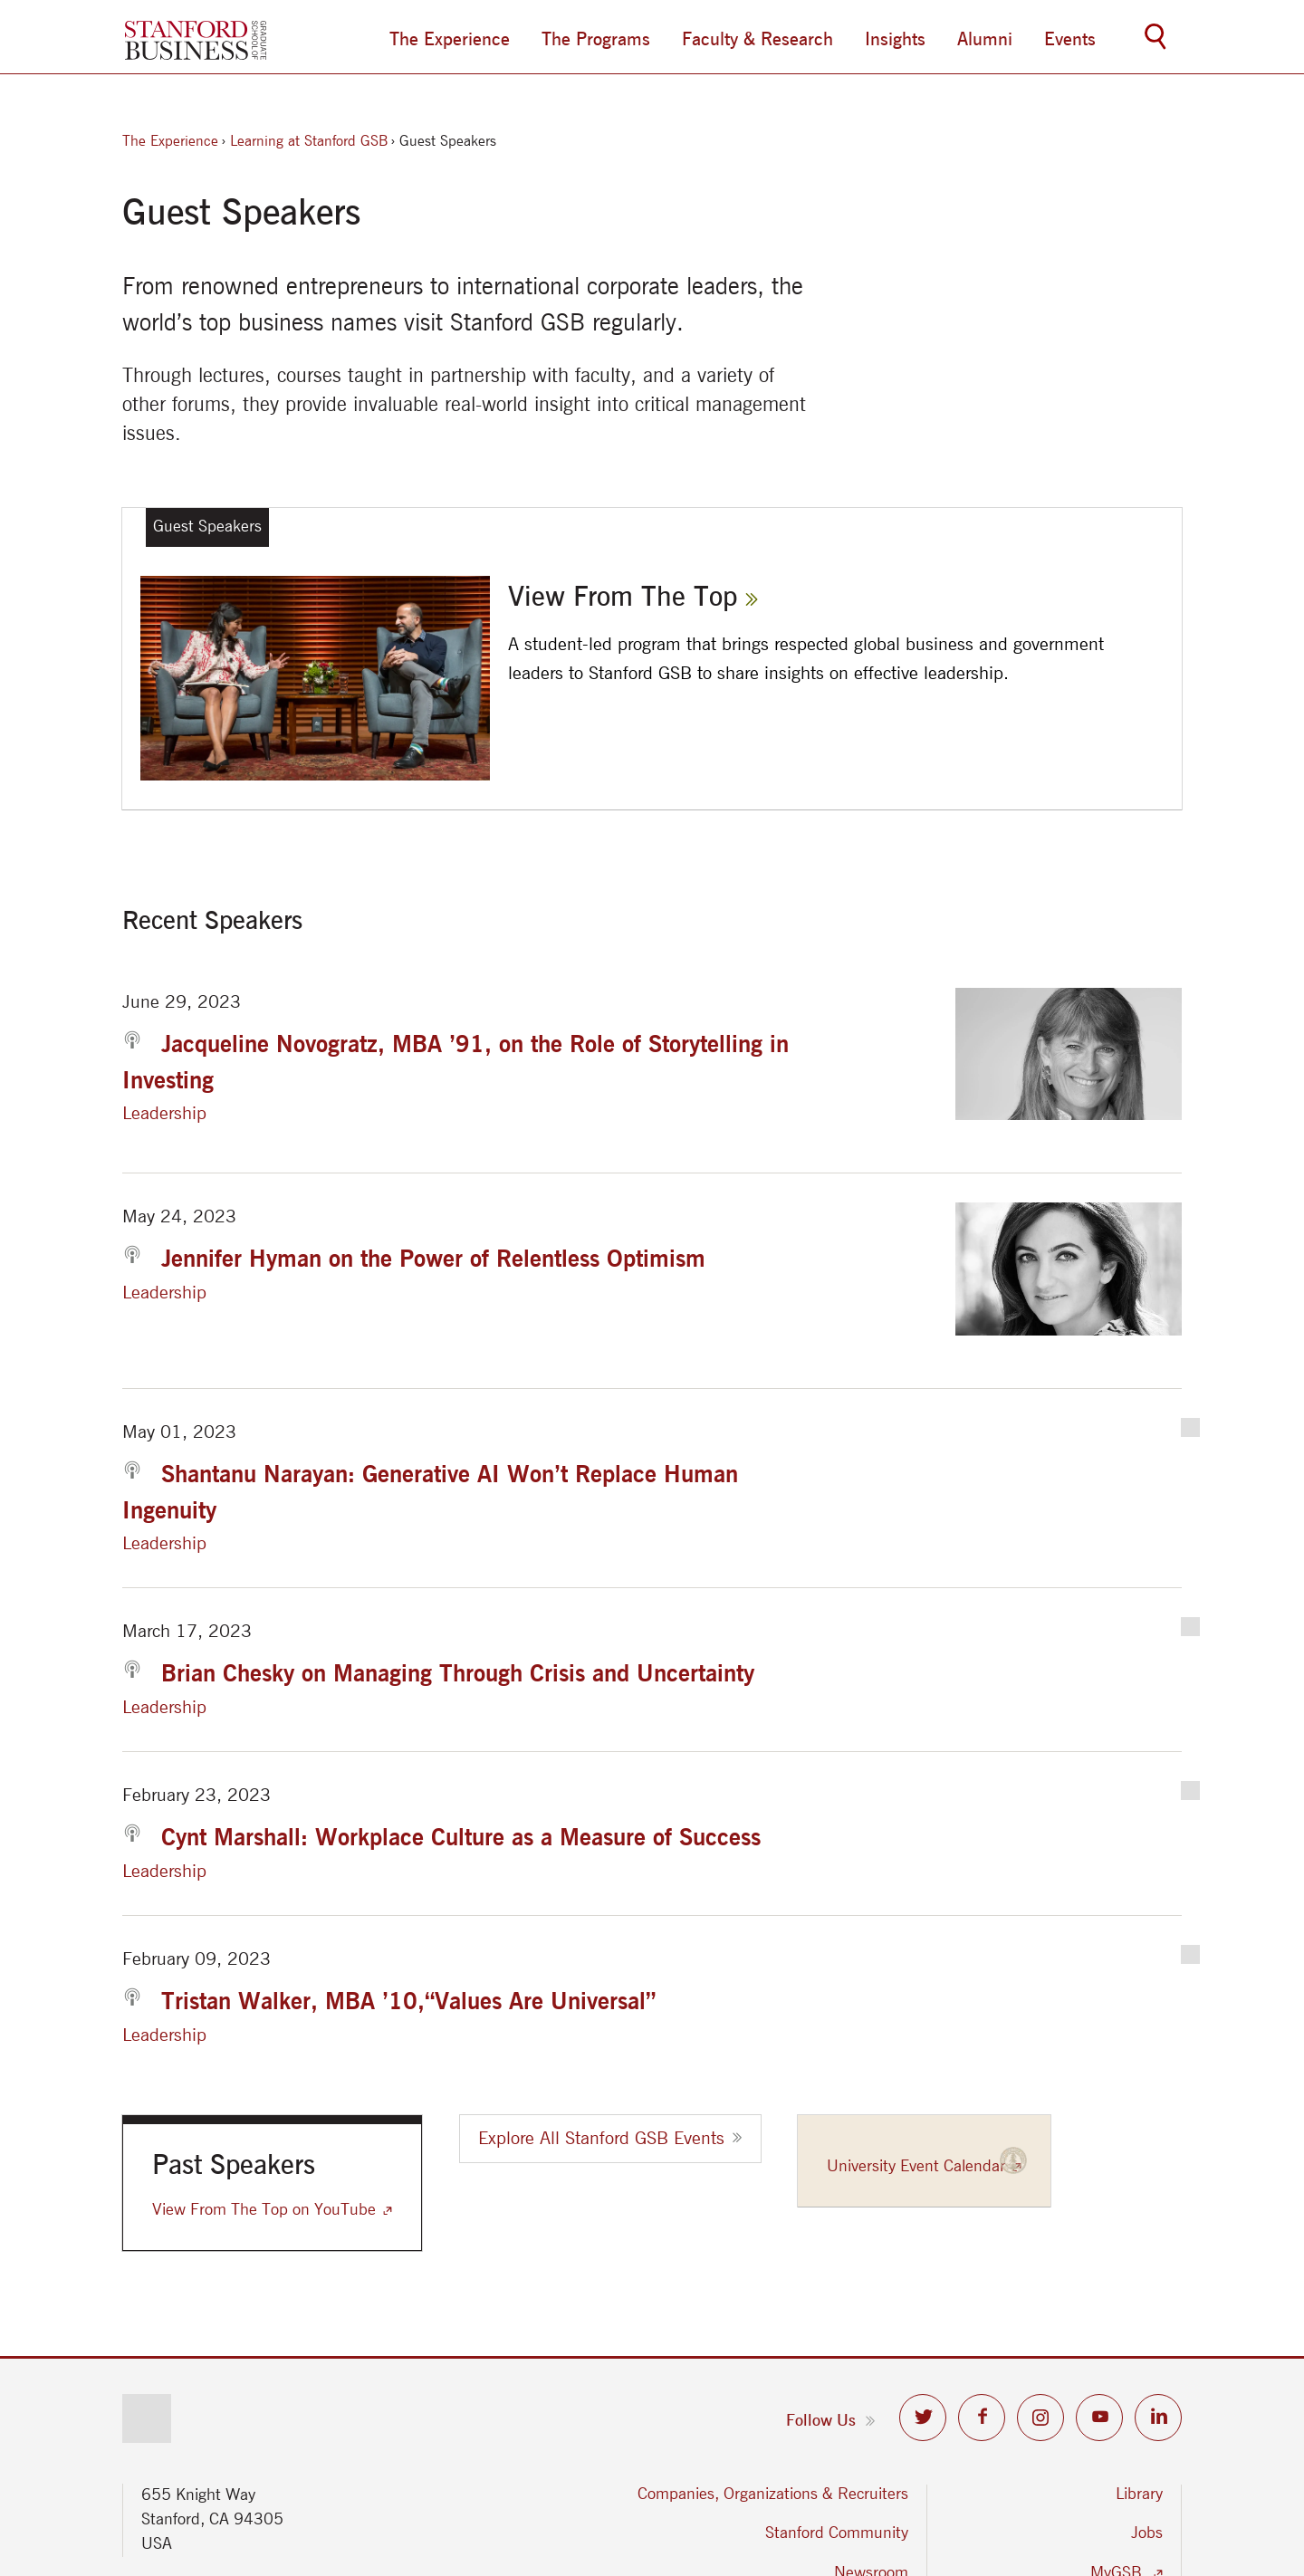 STANFORD
BUSINESS
GRADUATE
SCHOOL OF
The Experience
The Programs
Faculty & Research
Insights
Alumni
Events
The Experience › Learning at Stanford GSB › Guest Speakers
Guest Speakers
From renowned entrepreneurs to international corporate leaders, the
world’s top business names visit Stanford GSB regularly.
Through lectures, courses taught in partnership with faculty, and a variety of
other forums, they provide invaluable real-world insight into critical management
issues.
Guest Speakers
View From The Top »
A student-led program that brings respected global business and government
leaders to Stanford GSB to share insights on effective leadership.
Recent Speakers
June 29, 2023
Jacqueline Novogratz, MBA ’91, on the Role of Storytelling in
Investing
Leadership
May 24, 2023
Jennifer Hyman on the Power of Relentless Optimism
Leadership
May 01, 2023
Shantanu Narayan: Generative AI Won’t Replace Human
Ingenuity
Leadership
March 17, 2023
Brian Chesky on Managing Through Crisis and Uncertainty
Leadership
February 23, 2023
Cynt Marshall: Workplace Culture as a Measure of Success
Leadership
February 09, 2023
Tristan Walker, MBA ’10,“Values Are Universal”
Leadership
Past Speakers
View From The Top on YouTube
Explore All Stanford GSB Events »
University Event Calendar
Follow Us »
655 Knight Way
Stanford, CA 94305
USA
Companies, Organizations & Recruiters
Stanford Community
Newsroom
Library
Jobs
MyGSB